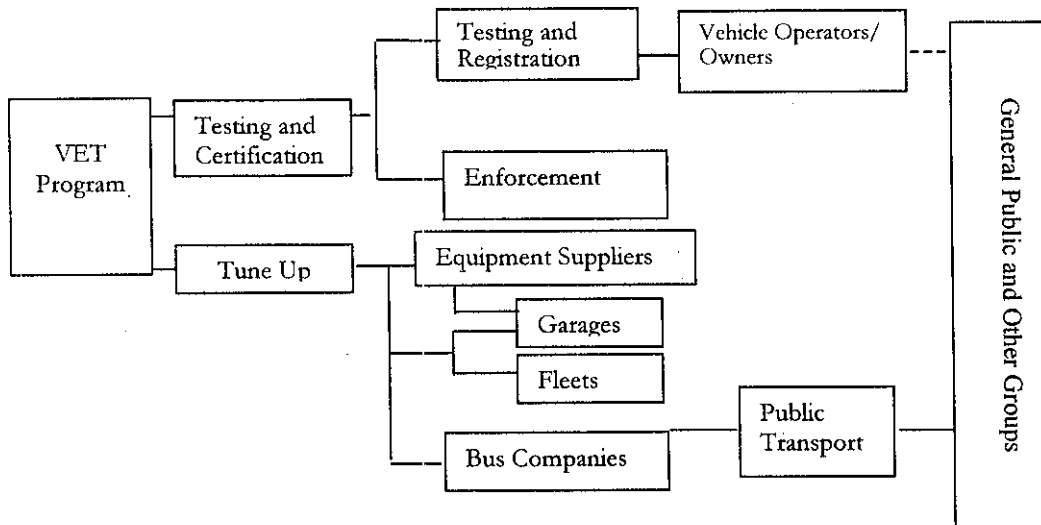 Testing and
Registration
Vehicle Operators/
Owners
VET
Program
Testing and
Certification
Enforcement
Tune Up
Equipment Suppliers
Garages
Fleets
Bus Companies
Public
Transport
General Public and Other Groups